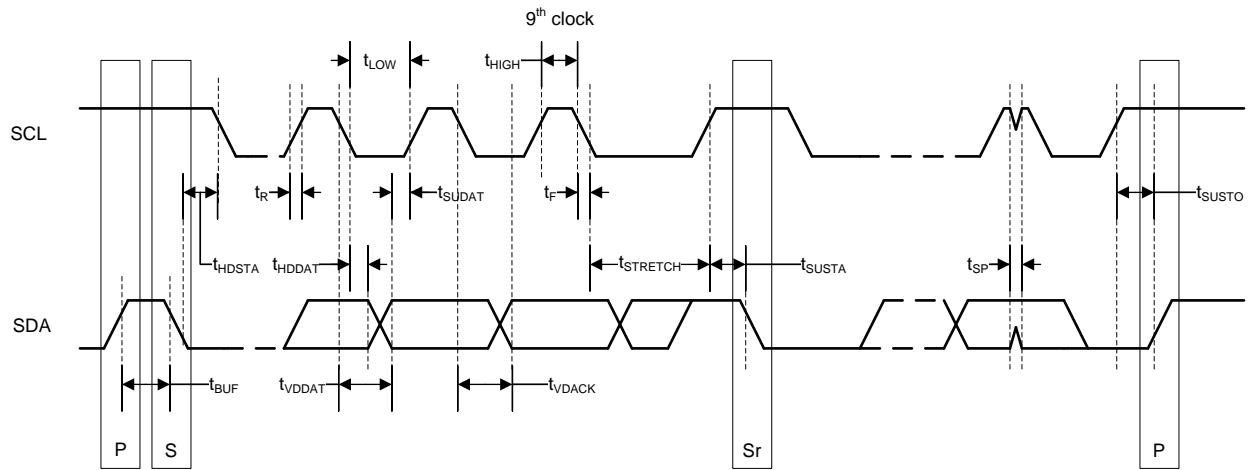 9th clock
tLOW
tHIGH
SCL
tR
tSUDAT
tF
tSUSTO
tHDSTA
tHDDAT
tSTRETCH
tSUSTA
tSP
SDA
tBUF
tVDDAT
tVDACK
P
S
Sr
P